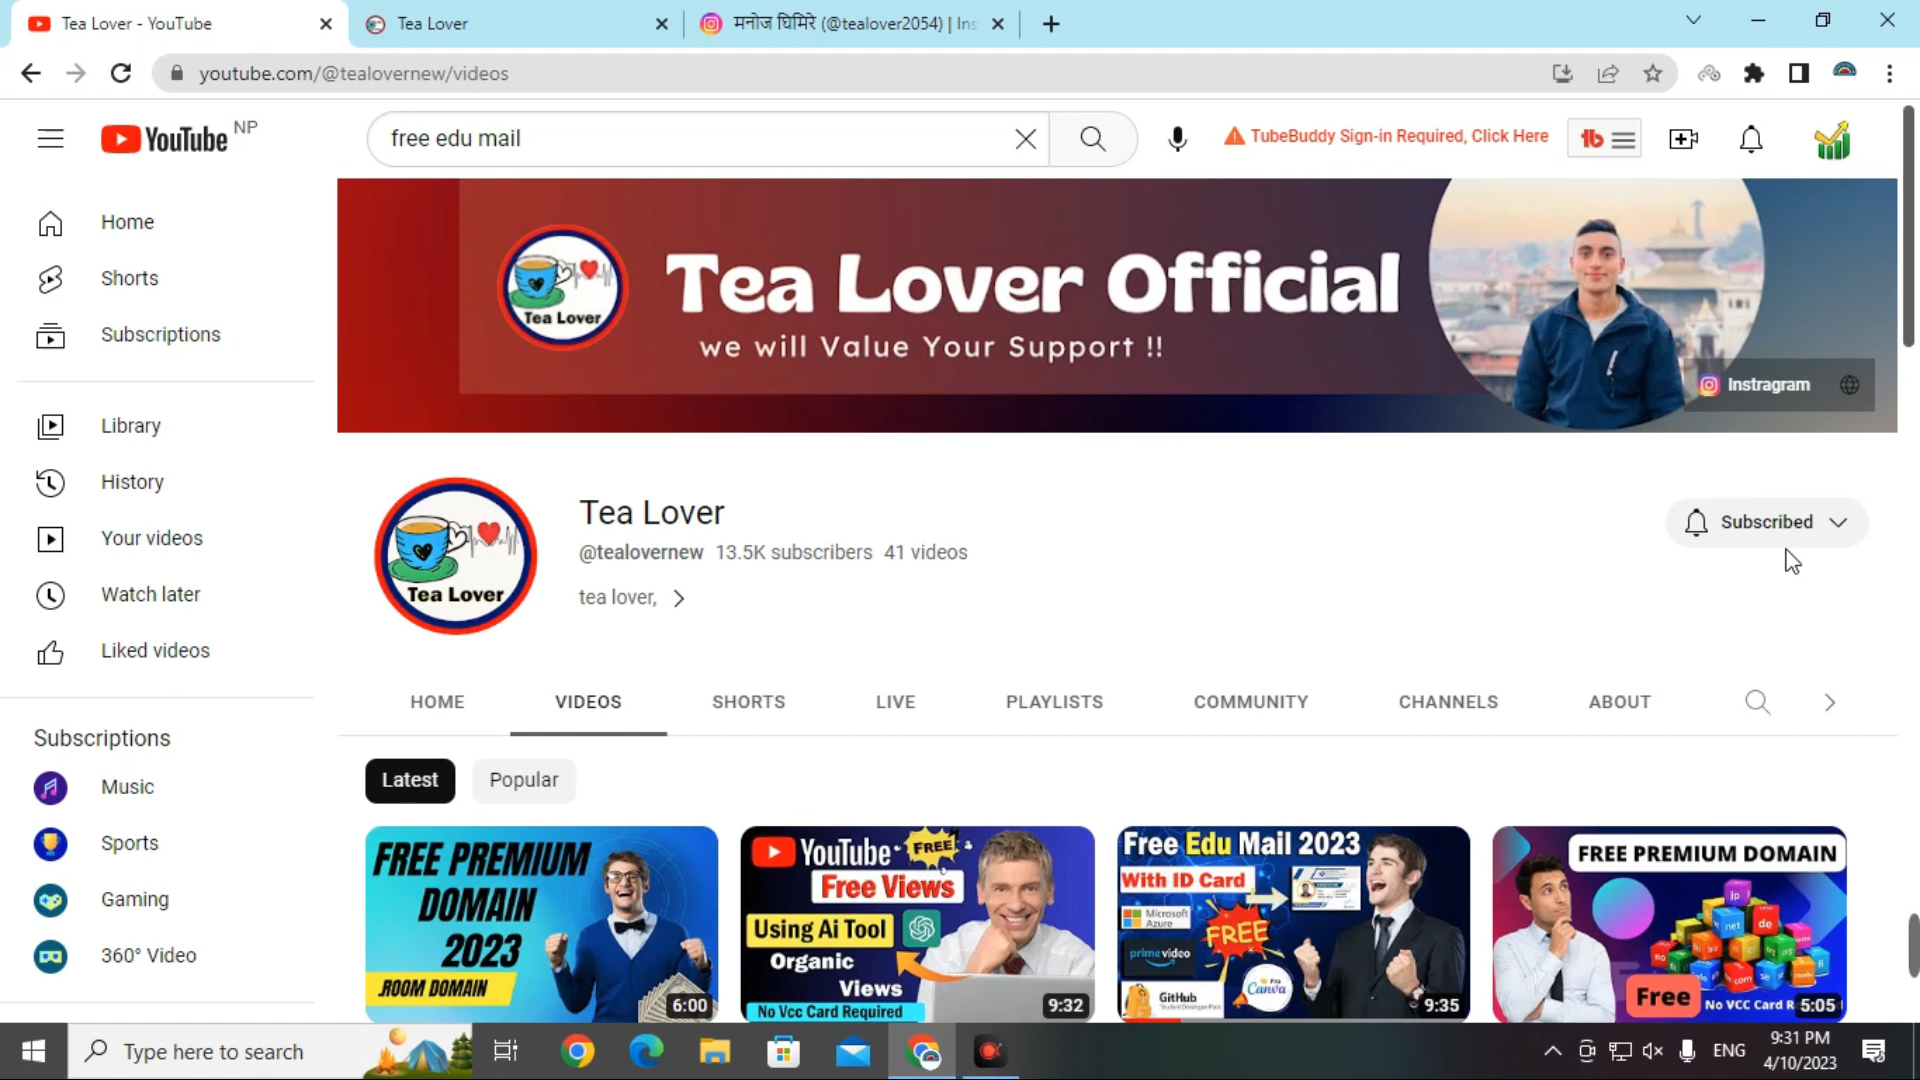 Tea Lover - YouTube
Tea Lover
मनोज घिमिरे (@tealover2054) | Ins
youtube.com/@tealovernew/videos
YouTube NP
free edu mail
TubeBuddy Sign-in Required, Click Here
Home
Shorts
Subscriptions
Library
History
Your videos
Watch later
Liked videos
Subscriptions
Music
Sports
Gaming
360° Video
Tea Lover
Tea Lover Official
we will Value Your Support !!
Instragram
Tea Lover
Tea Lover
@tealovernew 13.5K subscribers 41 videos
tea lover,
Subscribed
HOME VIDEOS SHORTS LIVE PLAYLISTS COMMUNITY CHANNELS ABOUT
Latest Popular
FREE PREMIUM
DOMAIN
2023
.ROOM DOMAIN
6:00
YouTube FREE
Free Views
Using Ai Tool
Organic
Views
No Vcc Card Required
9:32
Free Edu Mail 2023
With ID Card
Microsoft
Azure
FREE
prime video
GitHub
Canva
9:35
FREE PREMIUM DOMAIN
Free
No VCC Card R
5:05
Type here to search
ENG
9:31 PM
4/10/2023